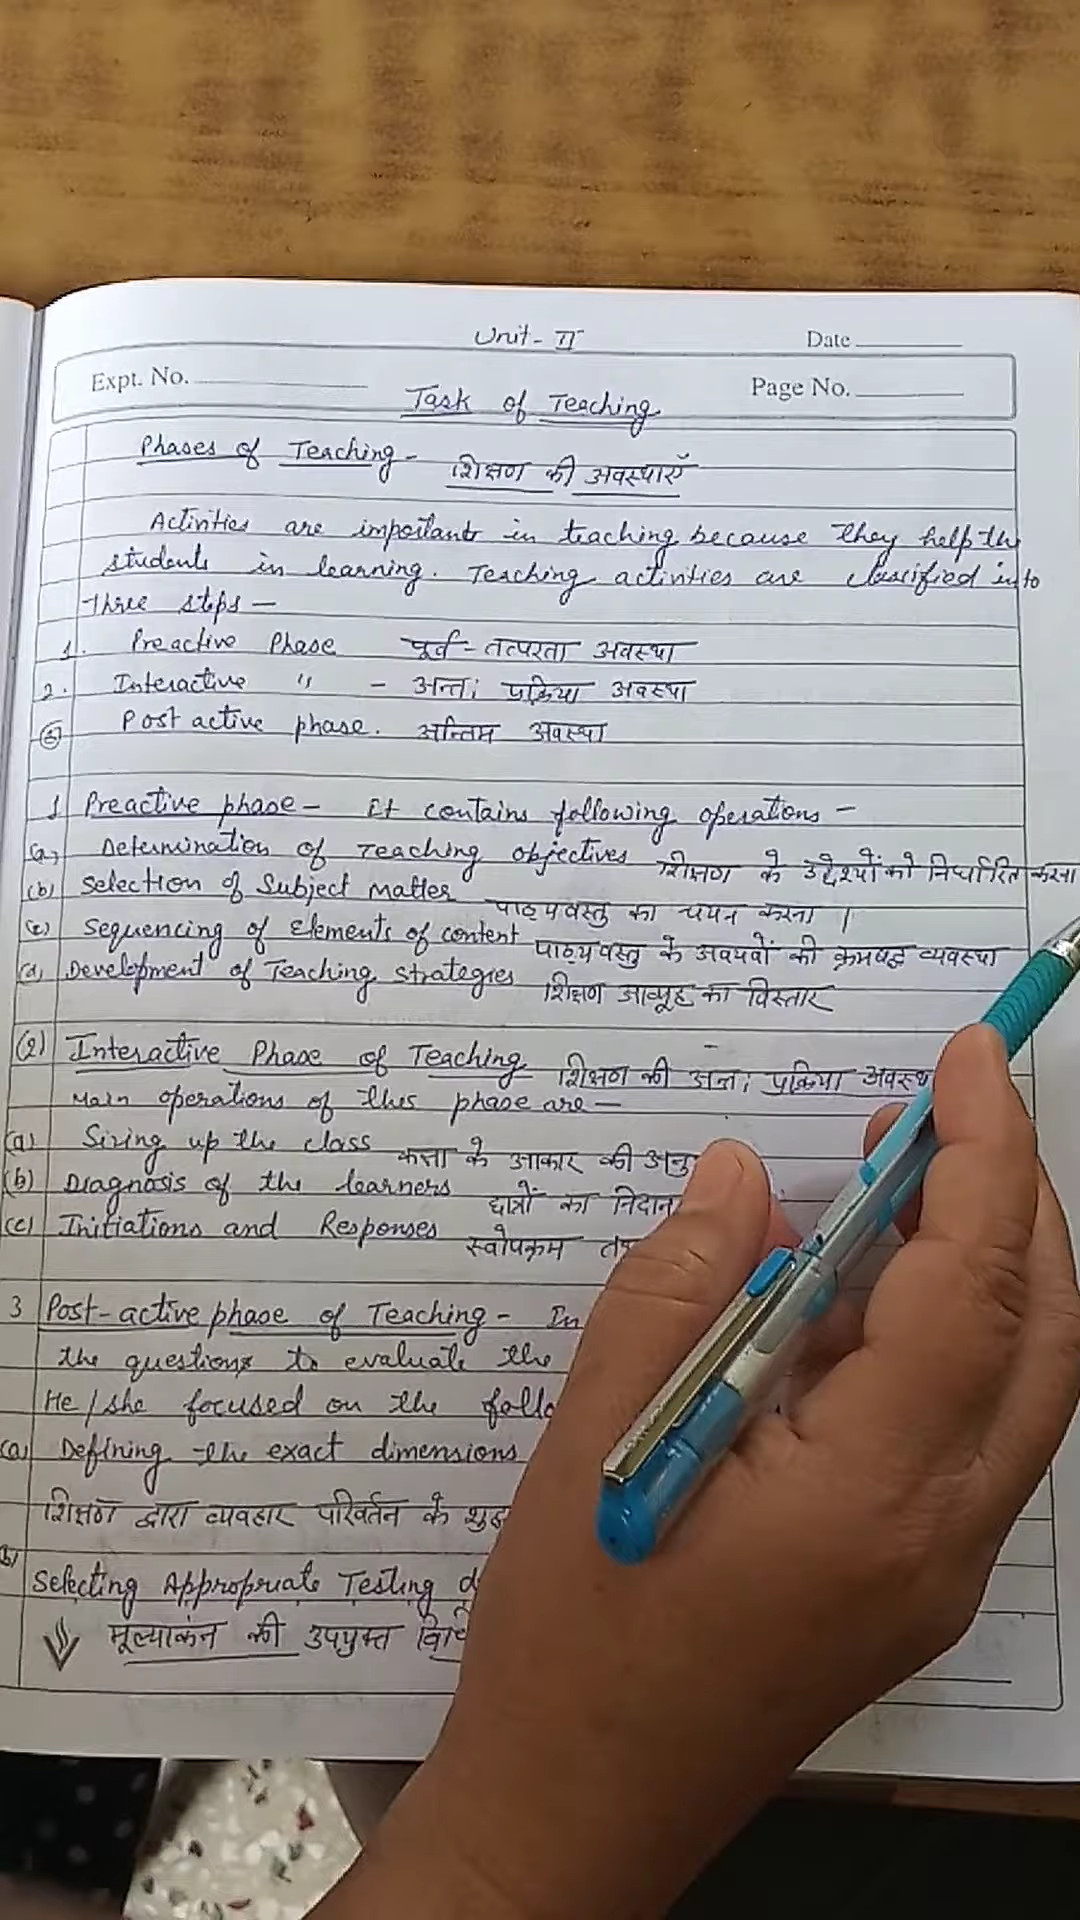 Unit - II
Date
Expt. No.
Page No.
Task of Teaching
Phases of Teaching -
शिक्षण की अवस्थाएँ
Activities are important in teaching because they help the
students in learning. Teaching activities are classified into
three steps -
1. Preactive Phase पूर्व - तत्परता अवस्था
2. Interactive " - अन्तः प्रक्रिया अवस्था
③ Post active phase. अन्तिम अवस्था
1 Preactive phase - It contains following operations -
(a) Determination of Teaching objectives शिक्षण के उद्देश्यों को निर्धारित करना
(b) Selection of Subject Matter पाठ्यवस्तु का चयन करना ।
(c) Sequencing of Elements of content पाठ्यवस्तु के अवयवों की क्रमबद्ध व्यवस्था
(d) Development of Teaching strategies शिक्षण आव्यूह का विस्तार
(2) Interactive Phase of Teaching शिक्षण की अन्तः प्रक्रिया
Main operations of this phase are -
(a) Sizing up the class कक्षा के आकार की
(b) Diagnosis of the learners छात्रों का निदान
(c) Initiations and Responses स्वोपक्रम
3 Post-active phase of Teaching - In
the questions to evaluate the
He/she focused on the
(a) Defining the exact dimensions
शिक्षण द्वारा व्यवहार परिवर्तन के
(b) Selecting Appropriate Testing
मूल्याकंन की उपयुक्त